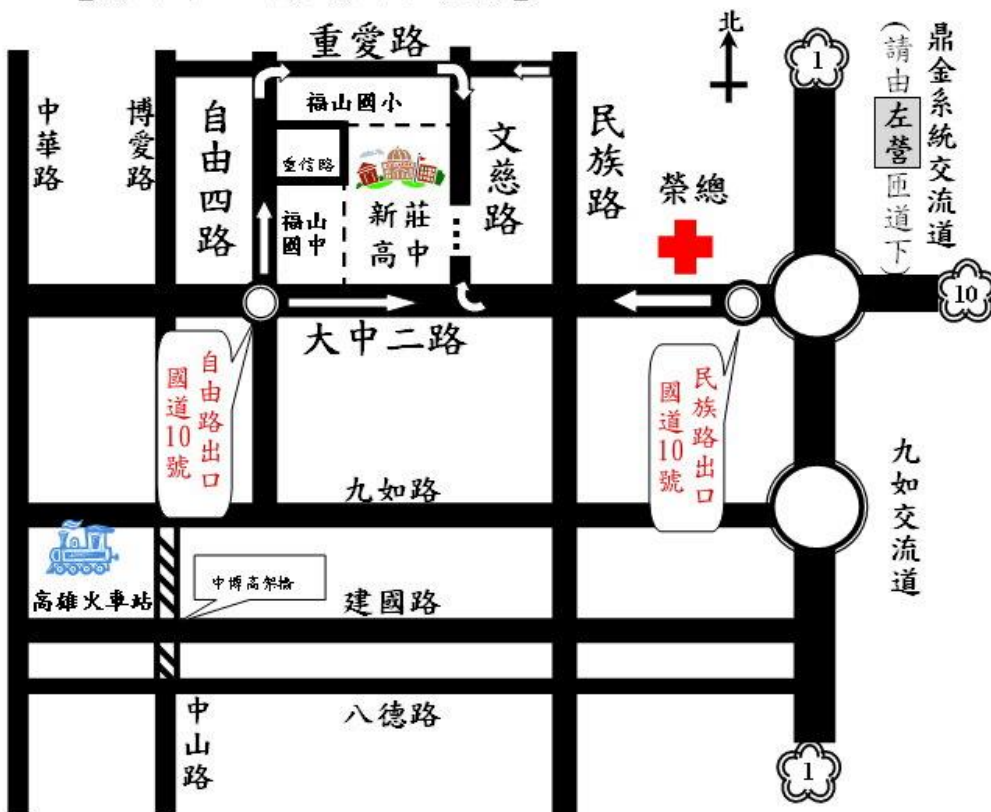 重愛路
北
1
鼎金系統交流道
(請由左營匝道下)
中華路
博愛路
自由四路
福山國小
重信路
福山
國中
新莊
高中
文慈路
民族路
榮總
10
大中二路
自由路出口
國道10號
民族路出口
國道10號
九如路
九如交流道
高雄火車站
中博高架橋
建國路
八德路
中山路
1